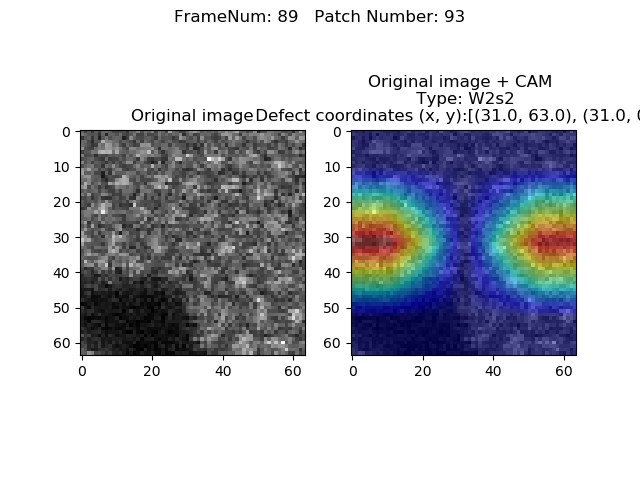 FrameNum: 89   Patch Number: 93
Original image + CAM
Type: W2s2
Original image
Defect coordinates (x, y):[(31.0, 63.0), (31.0, 0
0
10
20
30
40
50
60
0 20 40 60
0
10
20
30
40
50
60
0 20 40 60